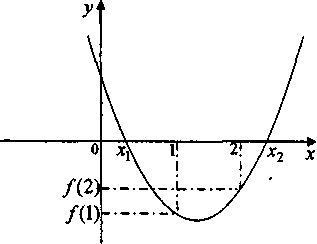 y
0 x₁ 1 2 x₂ x
f(2)
f(1)